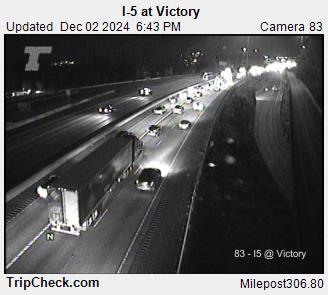 I-5 at Victory
Updated Dec 02 2024 6:43 PM Camera 83
T
N
83 - I5 @ Victory
TripCheck.com Milepost306.80